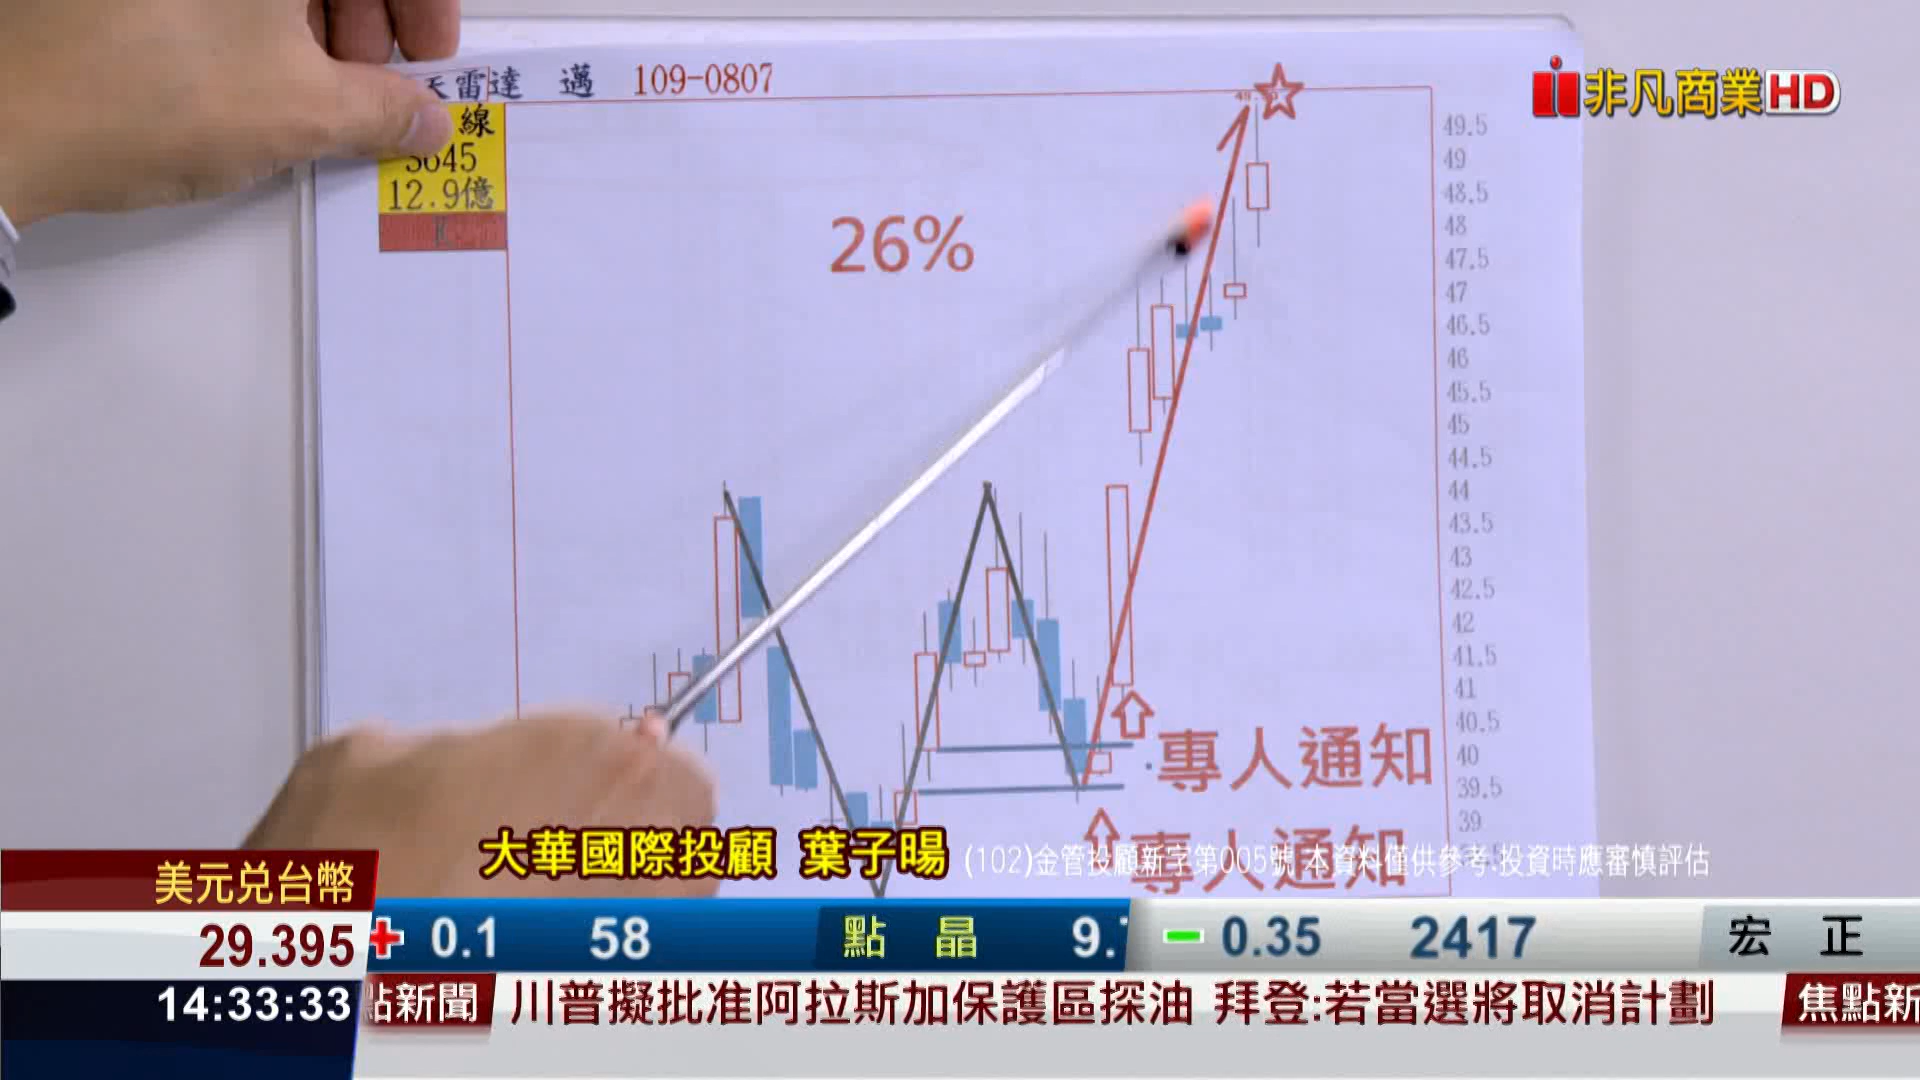 天雷達 邁 109-0807
非凡商業HD
線
3645
12.9億
26%
49.5
49
48.5
48
47.5
47
46.5
46
45.5
45
44.5
44
43.5
43
42.5
42
41.5
41
40.5
40
39.5
39
專人通知
專人通知
大華國際投顧 葉子暘 (102)金管投顧新字第005號 本資料僅供參考.投資時應審慎評估
美元兌台幣
29.395
0.1 58 點晶 9.
0.35 2417 宏正
14:33:33
點新聞 川普擬批准阿拉斯加保護區探油 拜登:若當選將取消計劃 焦點新